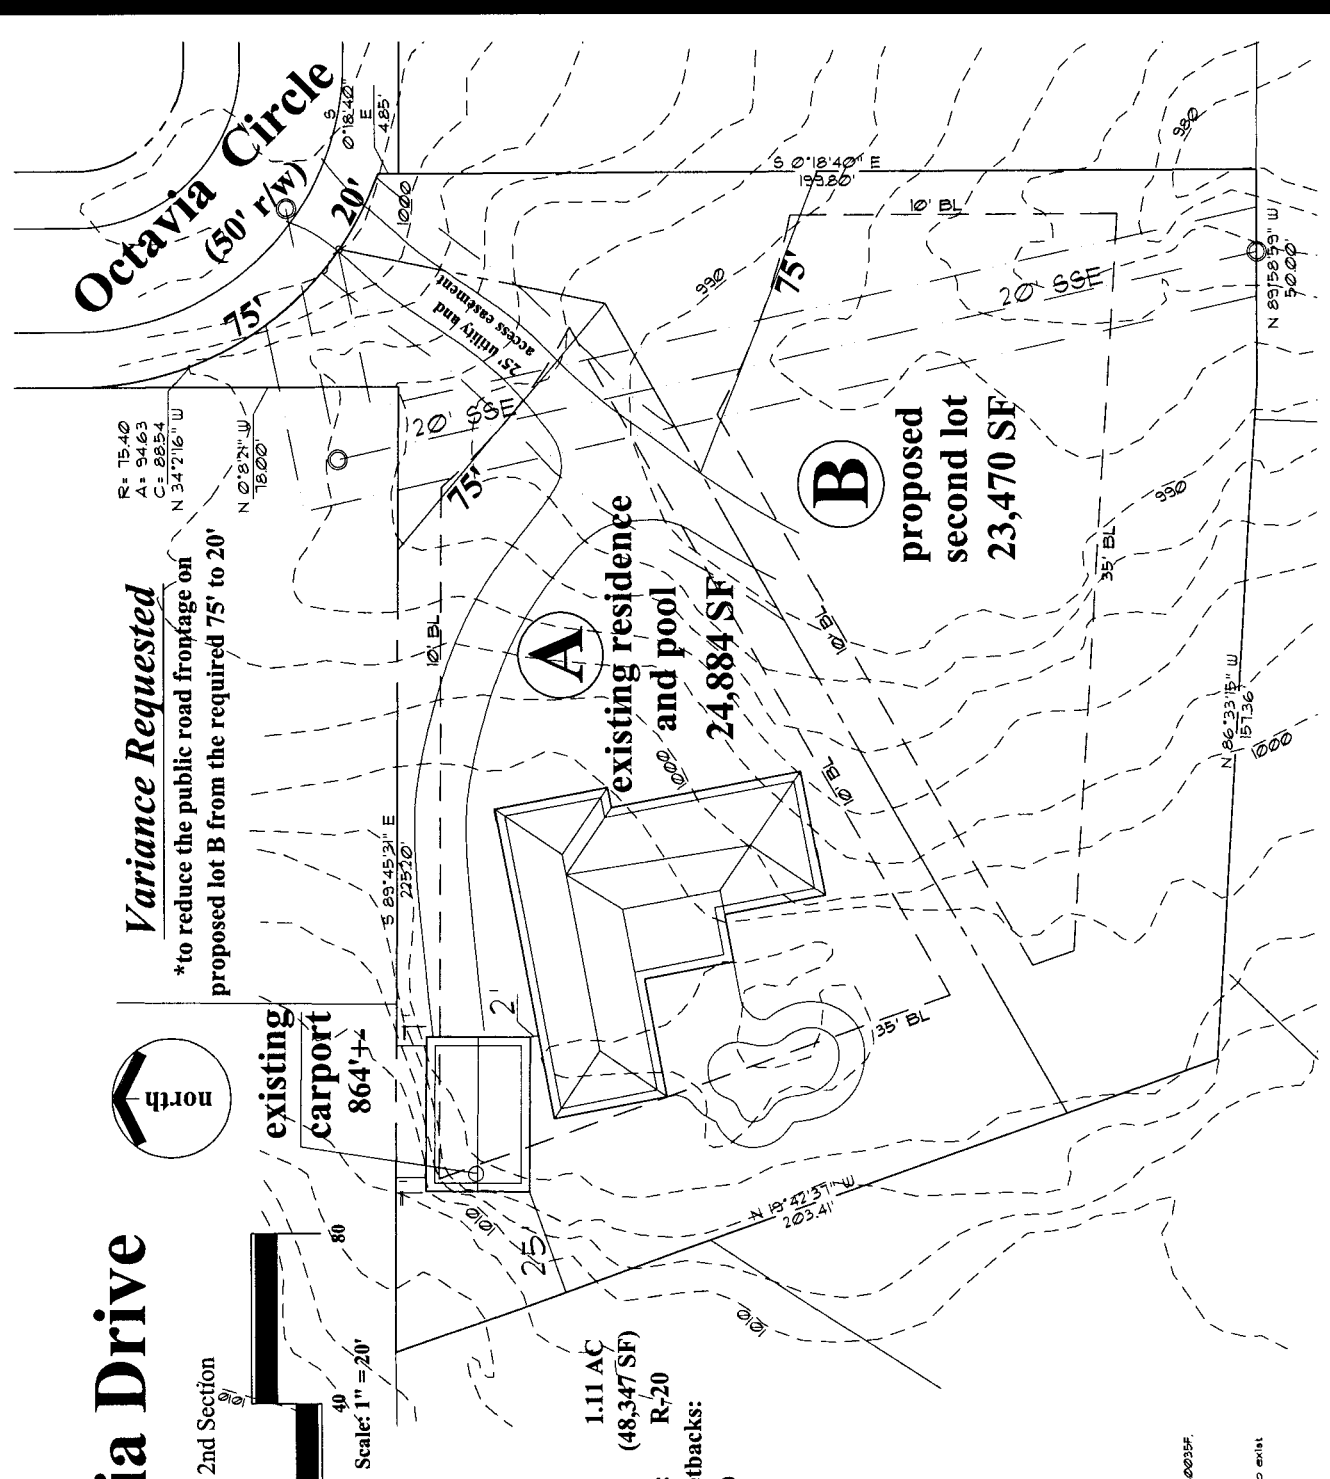 Octavia Circle
(50' r/w)
S
0°18'40"
E
4.85'
20'
75'
1000
R= 75.40
A= 94.63
C= 88.54
N 34°21'16" W
N 0°8'21" W
78.00'
Variance Requested
*to reduce the public road frontage on
proposed lot B from the required 75' to 20'
25' utility and
access easement
20' SSE
75'
S 0°18'40" E
199.80'
10' BL
980
990
75'
20' SSE
N 89°58'59" W
50.00'
B
proposed
second lot
23,470 SF
990
35' BL
10' BL
A
existing residence
and pool
24,884 SF
10' BL
10' BL
1000
S 89°45'31" E
225.20'
N 86°33'15" W
157.36'
1000
north
existing
carport
864'+-
2'
35' BL
1010
25'
N 19°42'37" W
203.41'
1010
ia Drive
2nd Section
1010
80
40
Scale: 1" = 20'
1.11 AC
(48,347 SF)
R-20
tbacks:
0035F.
o exist